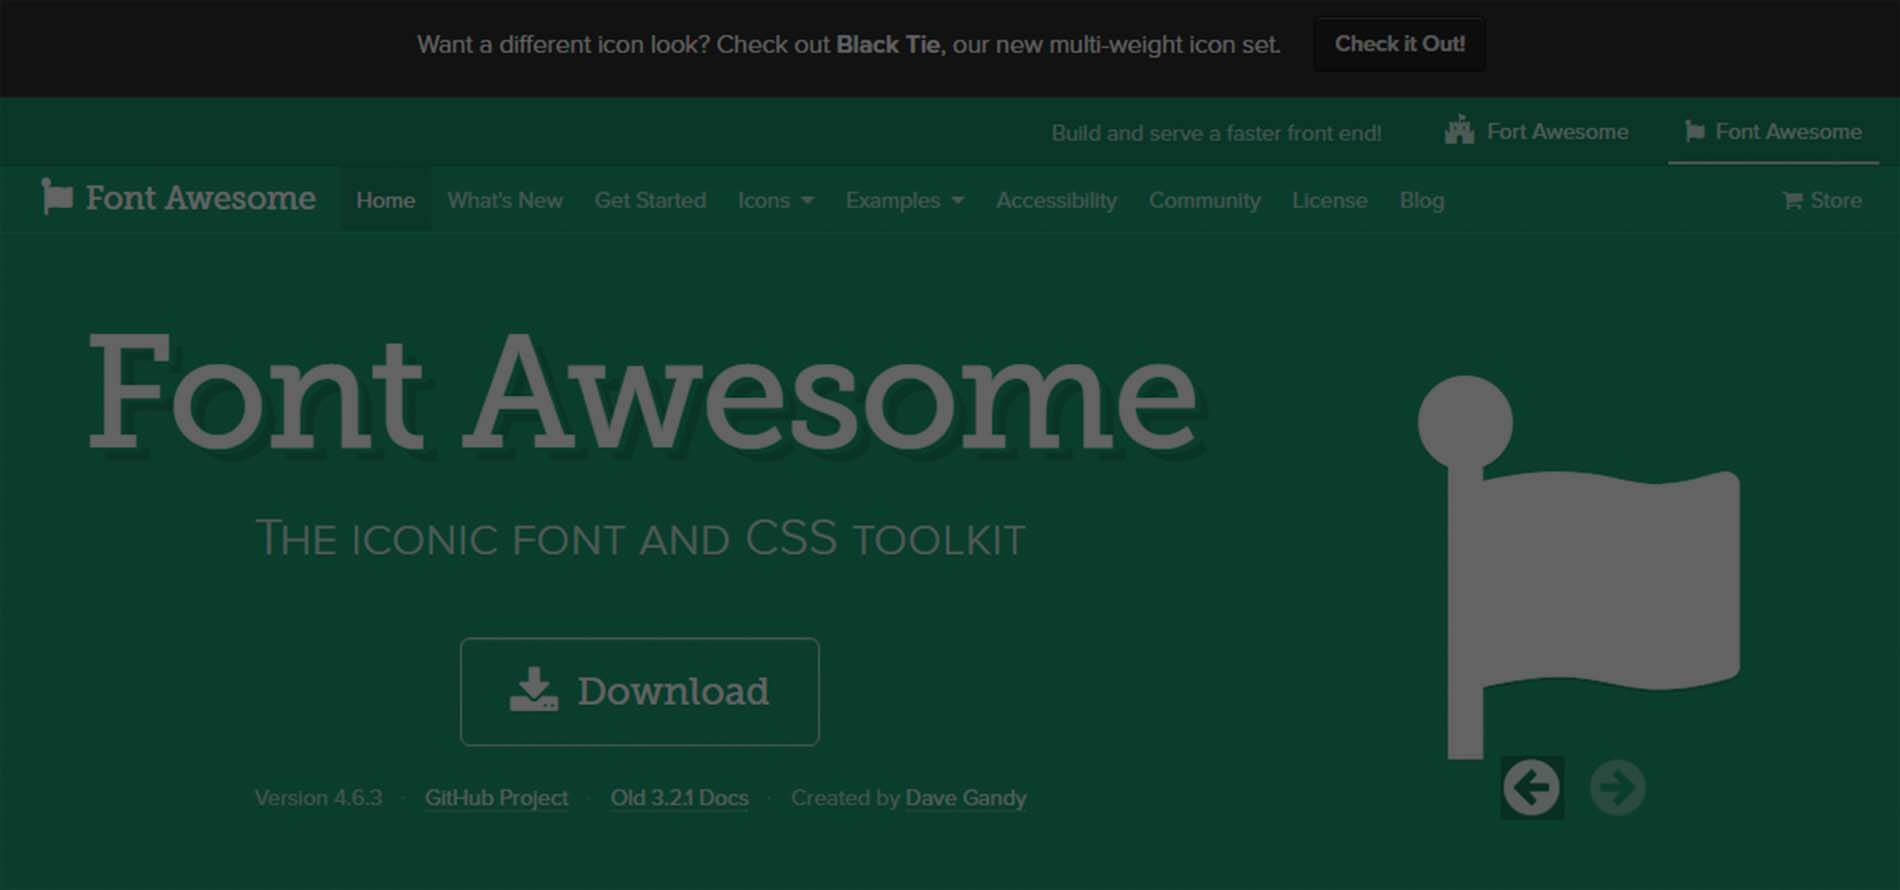 Want a different icon look? Check out Black Tie, our new multi-weight icon set. Check it Out!
Build and serve a faster front end! Fort Awesome Font Awesome
Font Awesome Home What's New Get Started Icons Examples Accessibility Community License Blog Store
Font Awesome
The iconic font and CSS toolkit
Download
Version 4.6.3 · GitHub Project · Old 3.2.1 Docs · Created by Dave Gandy